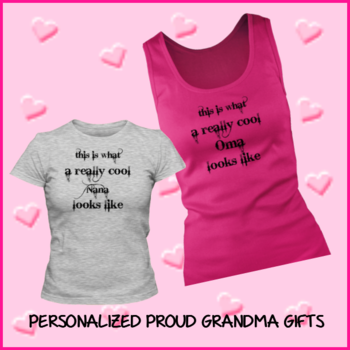 this is what
a really cool
Nana
looks like
this is what
a really cool
Oma
looks like
PERSONALIZED PROUD GRANDMA GIFTS